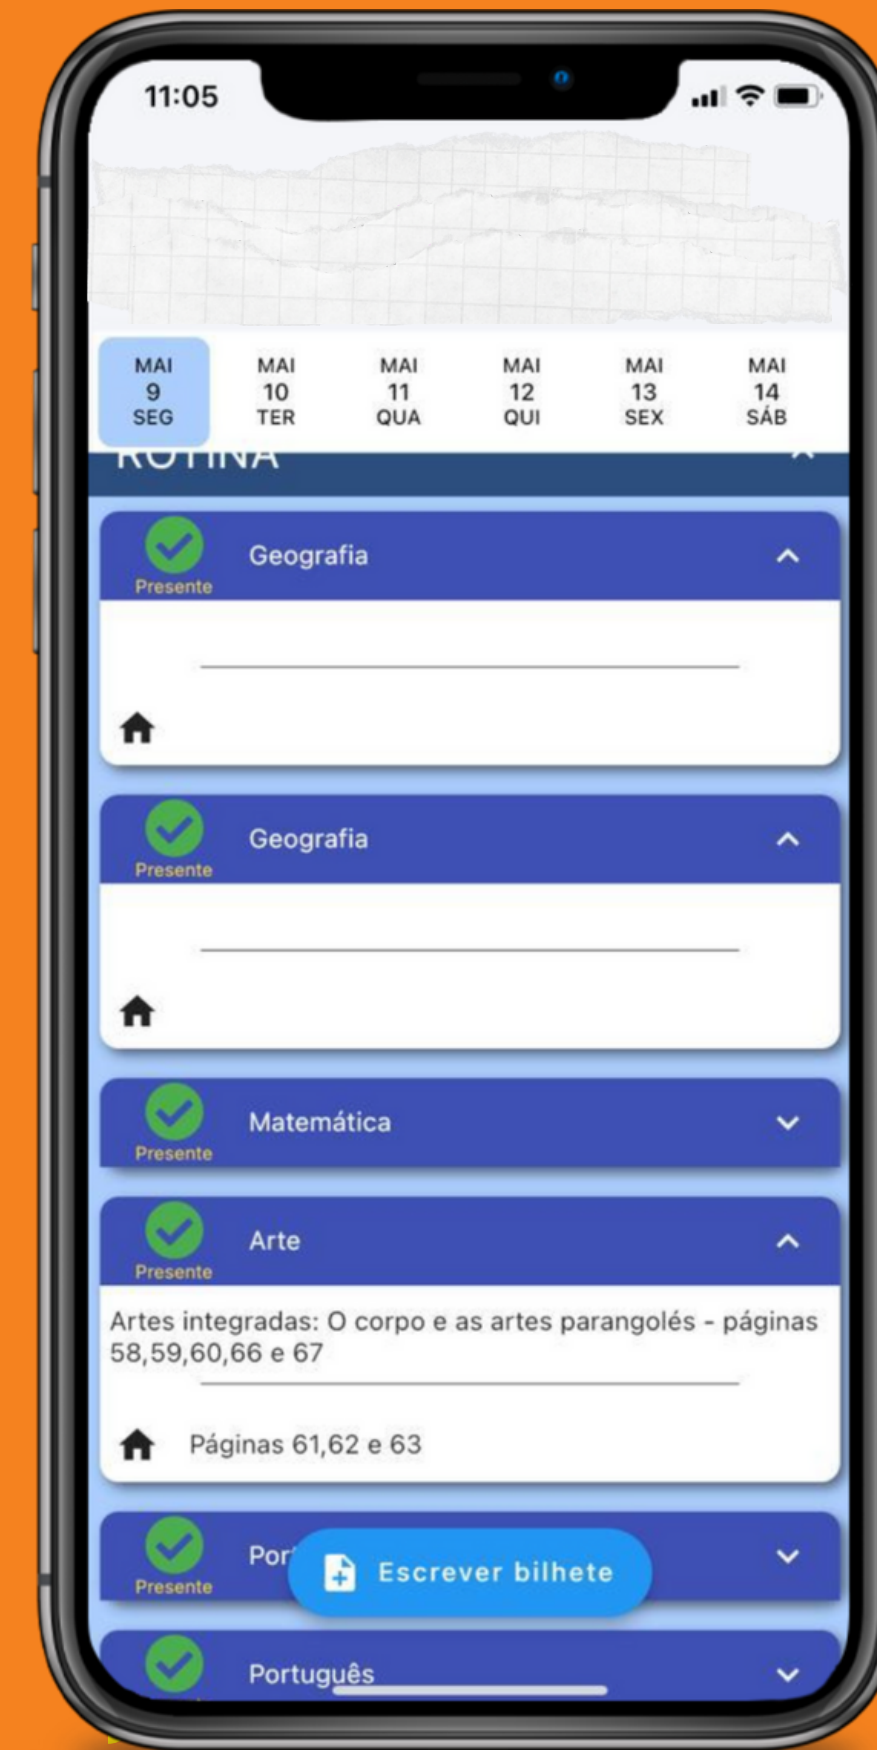 11:05
MAI MAI MAI MAI MAI MAI
9 10 11 12 13 14
SEG TER QUA QUI SEX SÁB
ROTINA
Geografia
Presente
Geografia
Presente
Matemática
Presente
Arte
Presente
Artes integradas: O corpo e as artes parangolés - páginas
58,59,60,66 e 67
Páginas 61,62 e 63
Por
Escrever bilhete
Presente
Português